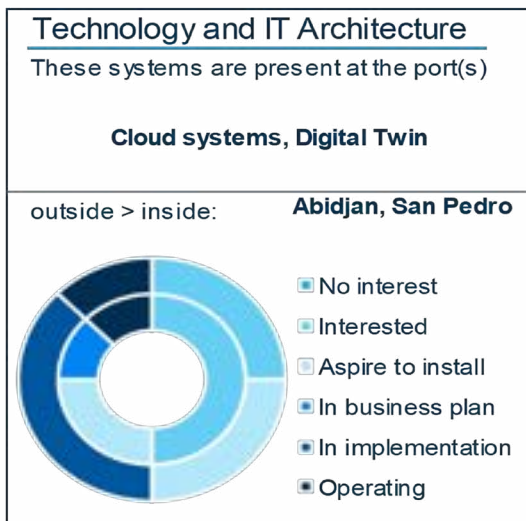 Technology and IT Architecture
These systems are present at the port(s)
Cloud systems, Digital Twin
outside > inside:
Abidjan, San Pedro
No interest
Interested
Aspire to install
In business plan
In implementation
Operating